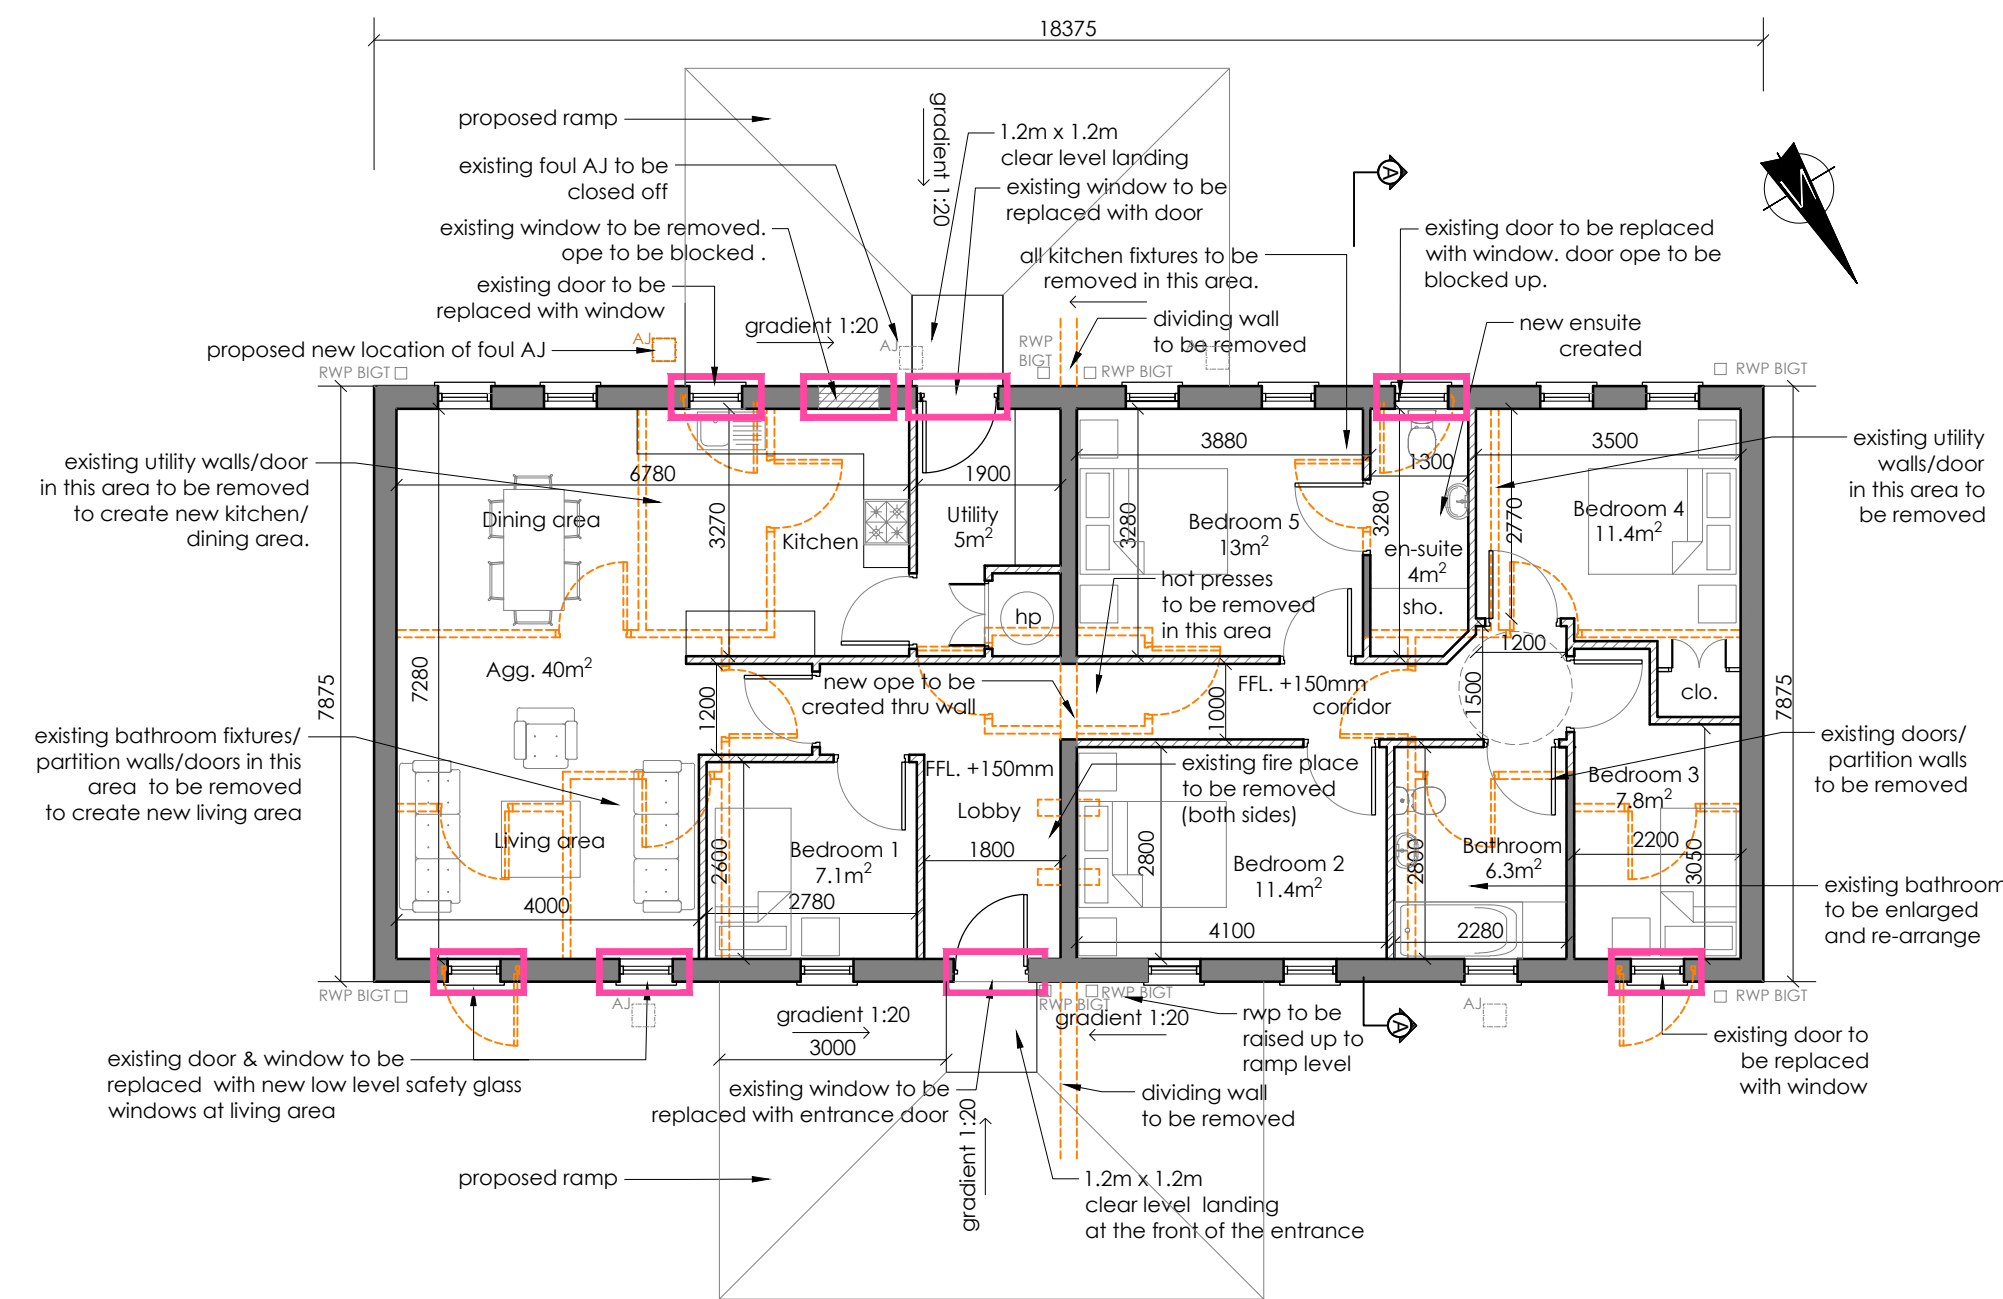 18375
proposed ramp
gradient 1:20
1.2m x 1.2m
clear level landing
existing foul AJ to be
closed off
existing window to be
replaced with door
existing window to be removed.
ope to be blocked .
existing door to be replaced
with window. door ope to be
blocked up.
all kitchen fixtures to be
removed in this area.
A
existing door to be
replaced with window
gradient 1:20
dividing wall
to be removed
new ensuite
created
proposed new location of foul AJ
AJ
AJ
RWP
BIGT
RWP BIGT
RWP BIGT
RWP BIGT
existing utility walls/door
in this area to be removed
to create new kitchen/
dining area.
6780
1900
3880
1300
3500
existing utility
walls/door
in this area to
be removed
Dining area
3270
Kitchen
Utility
5m²
3280
Bedroom 5
13m²
3280
en-suite
4m²
sho.
2770
Bedroom 4
11.4m²
hp
hot presses
to be removed
in this area
1200
Agg. 40m²
7875
7280
1200
new ope to be
created thru wall
1000
FFL. +150mm
corridor
1500
clo.
7875
existing bathroom fixtures/
partition walls/doors in this
area  to be removed
to create new living area
existing doors/
partition walls
to be removed
FFL. +150mm
Lobby
existing fire place
to be removed
(both sides)
Bedroom 3
7.8m²
2200
3050
Living area
2600
Bedroom 1
7.1m²
1800
2800
Bedroom 2
11.4m²
2800
Bathroom
6.3m²
existing bathroom
to be enlarged
and re-arrange
4000
2780
4100
2280
RWP BIGT
AJ
RWP BIGT
RWP BIGT
AJ
RWP BIGT
gradient 1:20
gradient 1:20
rwp to be
raised up to
ramp level
A
existing door to
be replaced
with window
3000
existing door & window to be
replaced  with new low level safety glass
windows at living area
existing window to be
replaced with entrance door
gradient 1:20
dividing wall
to be removed
proposed ramp
1.2m x 1.2m
clear level  landing
at the front of the entrance